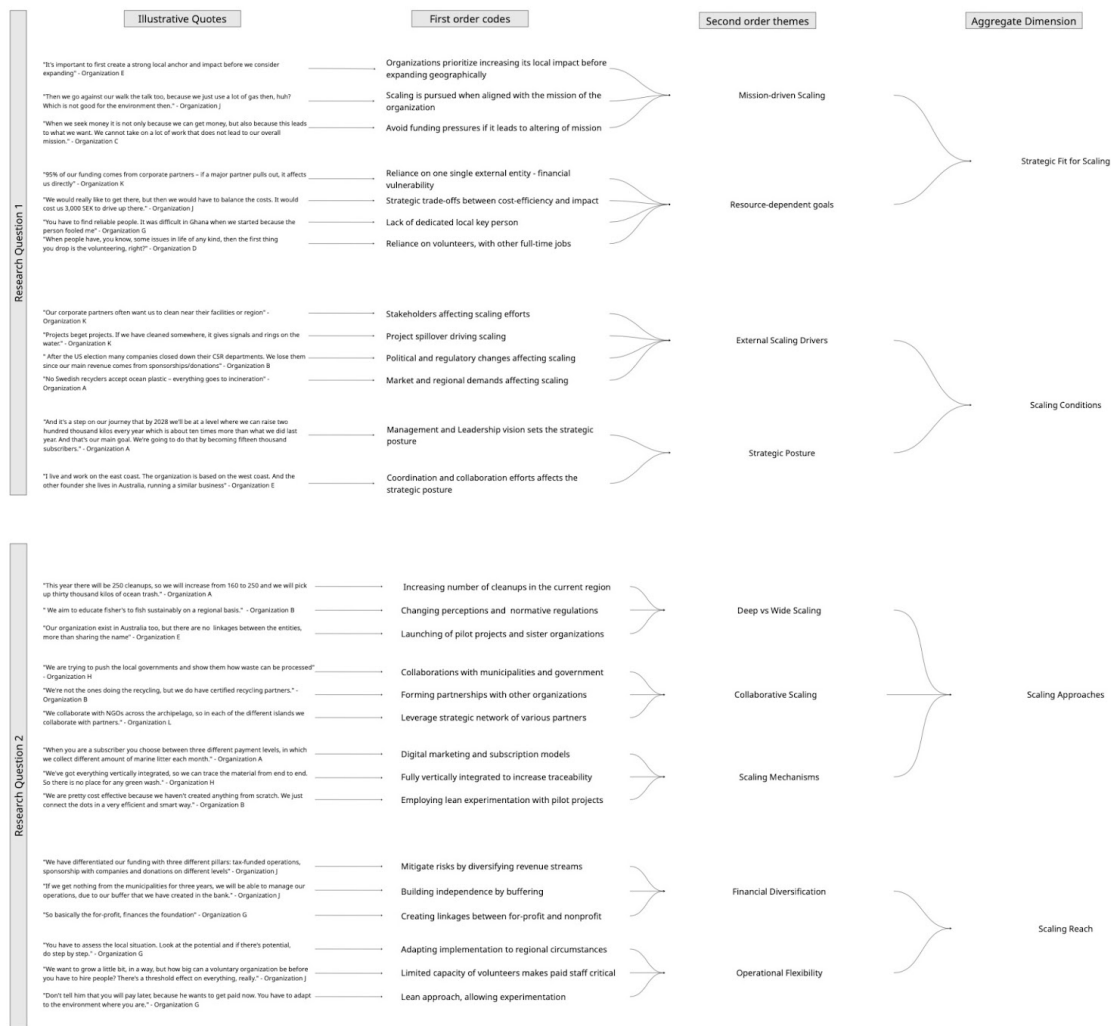 Illustrative Quotes
First order codes
Second order themes
Aggregate Dimension
Research Question 1
"It's important to first create a strong local anchor and impact before we consider
expanding" - Organization E
Organizations prioritize increasing its local impact before
expanding geographically
"Then we go against our walk the talk too, because we just use a lot of gas then, huh?
Which is not good for the environment then." - Organization J
Scaling is pursued when aligned with the mission of the
organization
"When we seek money it is not only because we can get money, but also because this leads
to what we want. We cannot take on a lot of work that does not lead to our overall
mission." - Organization C
Avoid funding pressures if it leads to altering of mission
Mission-driven Scaling
"95% of our funding comes from corporate partners – if a major partner pulls out, it affects
us directly" - Organization K
Reliance on one single external entity - financial
vulnerability
"We would really like to get there, but then we would have to balance the costs. It would
cost us 3,000 SEK to drive up there." - Organization J
Strategic trade-offs between cost-efficiency and impact
"You have to find reliable people. It was difficult in Ghana when we started because the
person fooled me" - Organization G
Lack of dedicated local key person
"When people have, you know, some issues in life of any kind, then the first thing
you drop is the volunteering, right?" - Organization D
Reliance on volunteers, with other full-time jobs
Resource-dependent goals
Strategic Fit for Scaling
"Our corporate partners often want us to clean near their facilities or region" -
Organization K
Stakeholders affecting scaling efforts
"Projects beget projects. If we have cleaned somewhere, it gives signals and rings on the
water." - Organization K
Project spillover driving scaling
" After the US election many companies closed down their CSR departments. We lose them
since our main revenue comes from sponsorships/donations" - Organization B
Political and regulatory changes affecting scaling
"No Swedish recyclers accept ocean plastic – everything goes to incineration" -
Organization A
Market and regional demands affecting scaling
External Scaling Drivers
"And it's a step on our journey that by 2028 we'll be at a level where we can raise two
hundred thousand kilos every year which is about ten times more than what we did last
year. And that's our main goal. We're going to do that by becoming fifteen thousand
subscribers." - Organization A
Management and Leadership vision sets the strategic
posture
"I live and work on the east coast. The organization is based on the west coast. And the
other founder she lives in Australia, running a similar business" - Organization E
Coordination and collaboration efforts affects the
strategic posture
Strategic Posture
Scaling Conditions
Research Question 2
"This year there will be 250 cleanups, so we will increase from 160 to 250 and we will pick
up thirty thousand kilos of ocean trash." - Organization A
Increasing number of cleanups in the current region
" We aim to educate fisher's to fish sustainably on a regional basis." - Organization B
Changing perceptions and normative regulations
"Our organization exist in Australia too, but there are no linkages between the entities,
more than sharing the name" - Organization E
Launching of pilot projects and sister organizations
Deep vs Wide Scaling
"We are trying to push the local governments and show them how waste can be processed"
- Organization H
Collaborations with municipalities and government
"We're not the ones doing the recycling, but we do have certified recycling partners." -
Organization B
Forming partnerships with other organizations
"We collaborate with NGOs across the archipelago, so in each of the different islands we
collaborate with partners." - Organization L
Leverage strategic network of various partners
Collaborative Scaling
"When you are a subscriber you choose between three different payment levels, in which
we collect different amount of marine litter each month." - Organization A
Digital marketing and subscription models
"We've got everything vertically integrated, so we can trace the material from end to end.
So there is no place for any green wash." - Organization H
Fully vertically integrated to increase traceability
"We are pretty cost effective because we haven't created anything from scratch. We just
connect the dots in a very efficient and smart way." - Organization B
Employing lean experimentation with pilot projects
Scaling Mechanisms
Scaling Approaches
"We have differentiated our funding with three different pillars: tax-funded operations,
sponsorship with companies and donations on different levels" - Organization J
Mitigate risks by diversifying revenue streams
"If we get nothing from the municipalities for three years, we will be able to manage our
operations, due to our buffer that we have created in the bank." - Organization J
Building independence by buffering
"So basically the for-profit, finances the foundation" - Organization G
Creating linkages between for-profit and nonprofit
Financial Diversification
"You have to assess the local situation. Look at the potential and if there's potential,
do step by step." - Organization G
Adapting implementation to regional circumstances
"We want to grow a little bit, in a way, but how big can a voluntary organization be before
you have to hire people? There's a threshold effect on everything, really." - Organization J
Limited capacity of volunteers makes paid staff critical
"Don't tell him that you will pay later, because he wants to get paid now. You have to adapt
to the environment where you are." - Organization G
Lean approach, allowing experimentation
Operational Flexibility
Scaling Reach